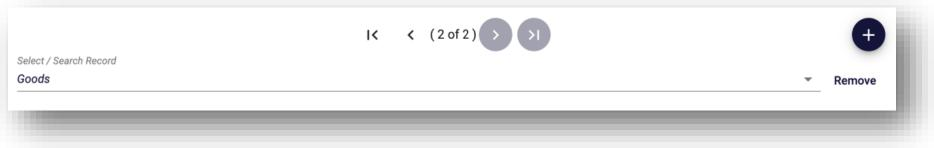 ( 2 of 2 )
Select / Search Record
Goods
Remove